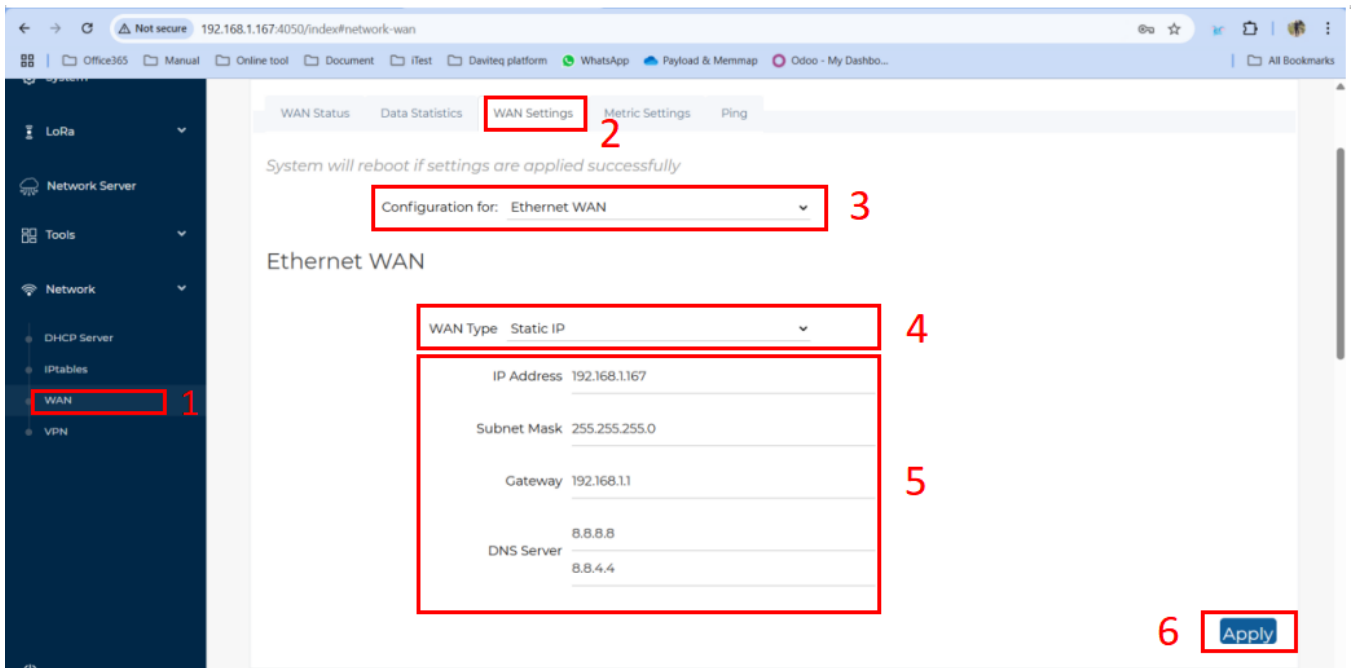 Not secure 192.168.1.167:4050/index#network-wan
Office365 Manual Online tool Document iTest Daviteq platform WhatsApp Payload & Memmap Odoo - My Dashbo... All Bookmarks
System
LoRa
Network Server
Tools
Network
DHCP Server
IPtables
WAN 1
VPN
WAN Status Data Statistics WAN Settings Metric Settings Ping
2
System will reboot if settings are applied successfully
Configuration for: Ethernet WAN 3
Ethernet WAN
WAN Type Static IP 4
IP Address 192.168.1.167
Subnet Mask 255.255.255.0
Gateway 192.168.1.1 5
DNS Server 8.8.8.8
8.8.4.4
6 Apply